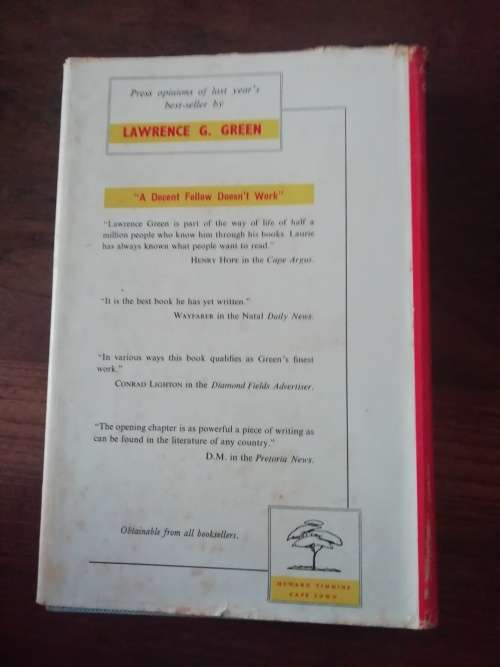 Press opinions of last year's
best-seller by
LAWRENCE G. GREEN
"A Decent Fellow Doesn't Work"
"Lawrence Green is part of the way of life of half a
million people who know him through his books. Laurie
has always known what people want to read."
HENRY HOPE in the Cape Argus.
"It is the best book he has yet written."
WAYFARER in the Natal Daily News.
"In various ways this book qualifies as Green's finest
work."
CONRAD LIGHTON in the Diamond Fields Advertiser.
"The opening chapter is as powerful a piece of writing as
can be found in the literature of any country."
D.M. in the Pretoria News.
Obtainable from all booksellers.
HOWARD TIMMINS
CAPE TOWN